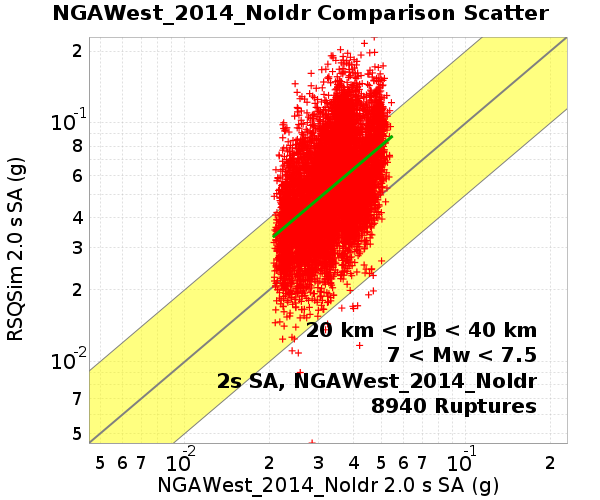 NGAWest_2014_NoIdr Comparison Scatter
RSQSim 2.0 s SA (g)
2
10-1
8
6
4
3
2
10-2
7
5
20 km < rJB < 40 km
7 < Mw < 7.5
2s SA, NGAWest_2014_NoIdr
8940 Ruptures
5 6 7 10-2 2 3 4 5 6 7 10-1 2
NGAWest_2014_NoIdr 2.0 s SA (g)